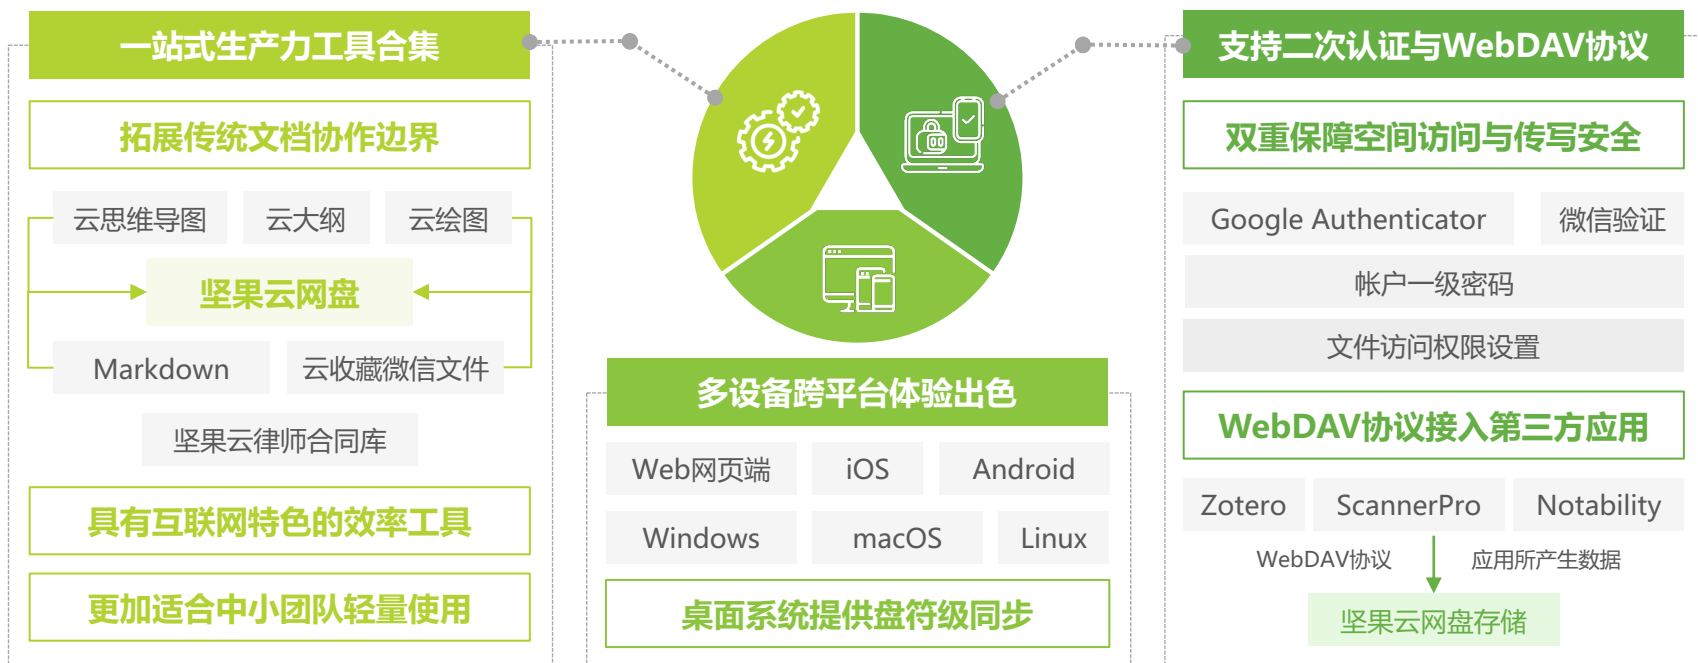 一站式生产力工具合集
拓展传统文档协作边界
云思维导图 云大纲 云绘图
坚果云网盘
Markdown 云收藏微信文件
坚果云律师合同库
具有互联网特色的效率工具
更加适合中小团队轻量使用
多设备跨平台体验出色
Web网页端 iOS Android
Windows macOS Linux
桌面系统提供盘符级同步
支持二次认证与WebDAV协议
双重保障空间访问与传写安全
Google Authenticator 微信验证
帐户一级密码
文件访问权限设置
WebDAV协议接入第三方应用
Zotero ScannerPro Notability
WebDAV协议 应用所产生数据
坚果云网盘存储